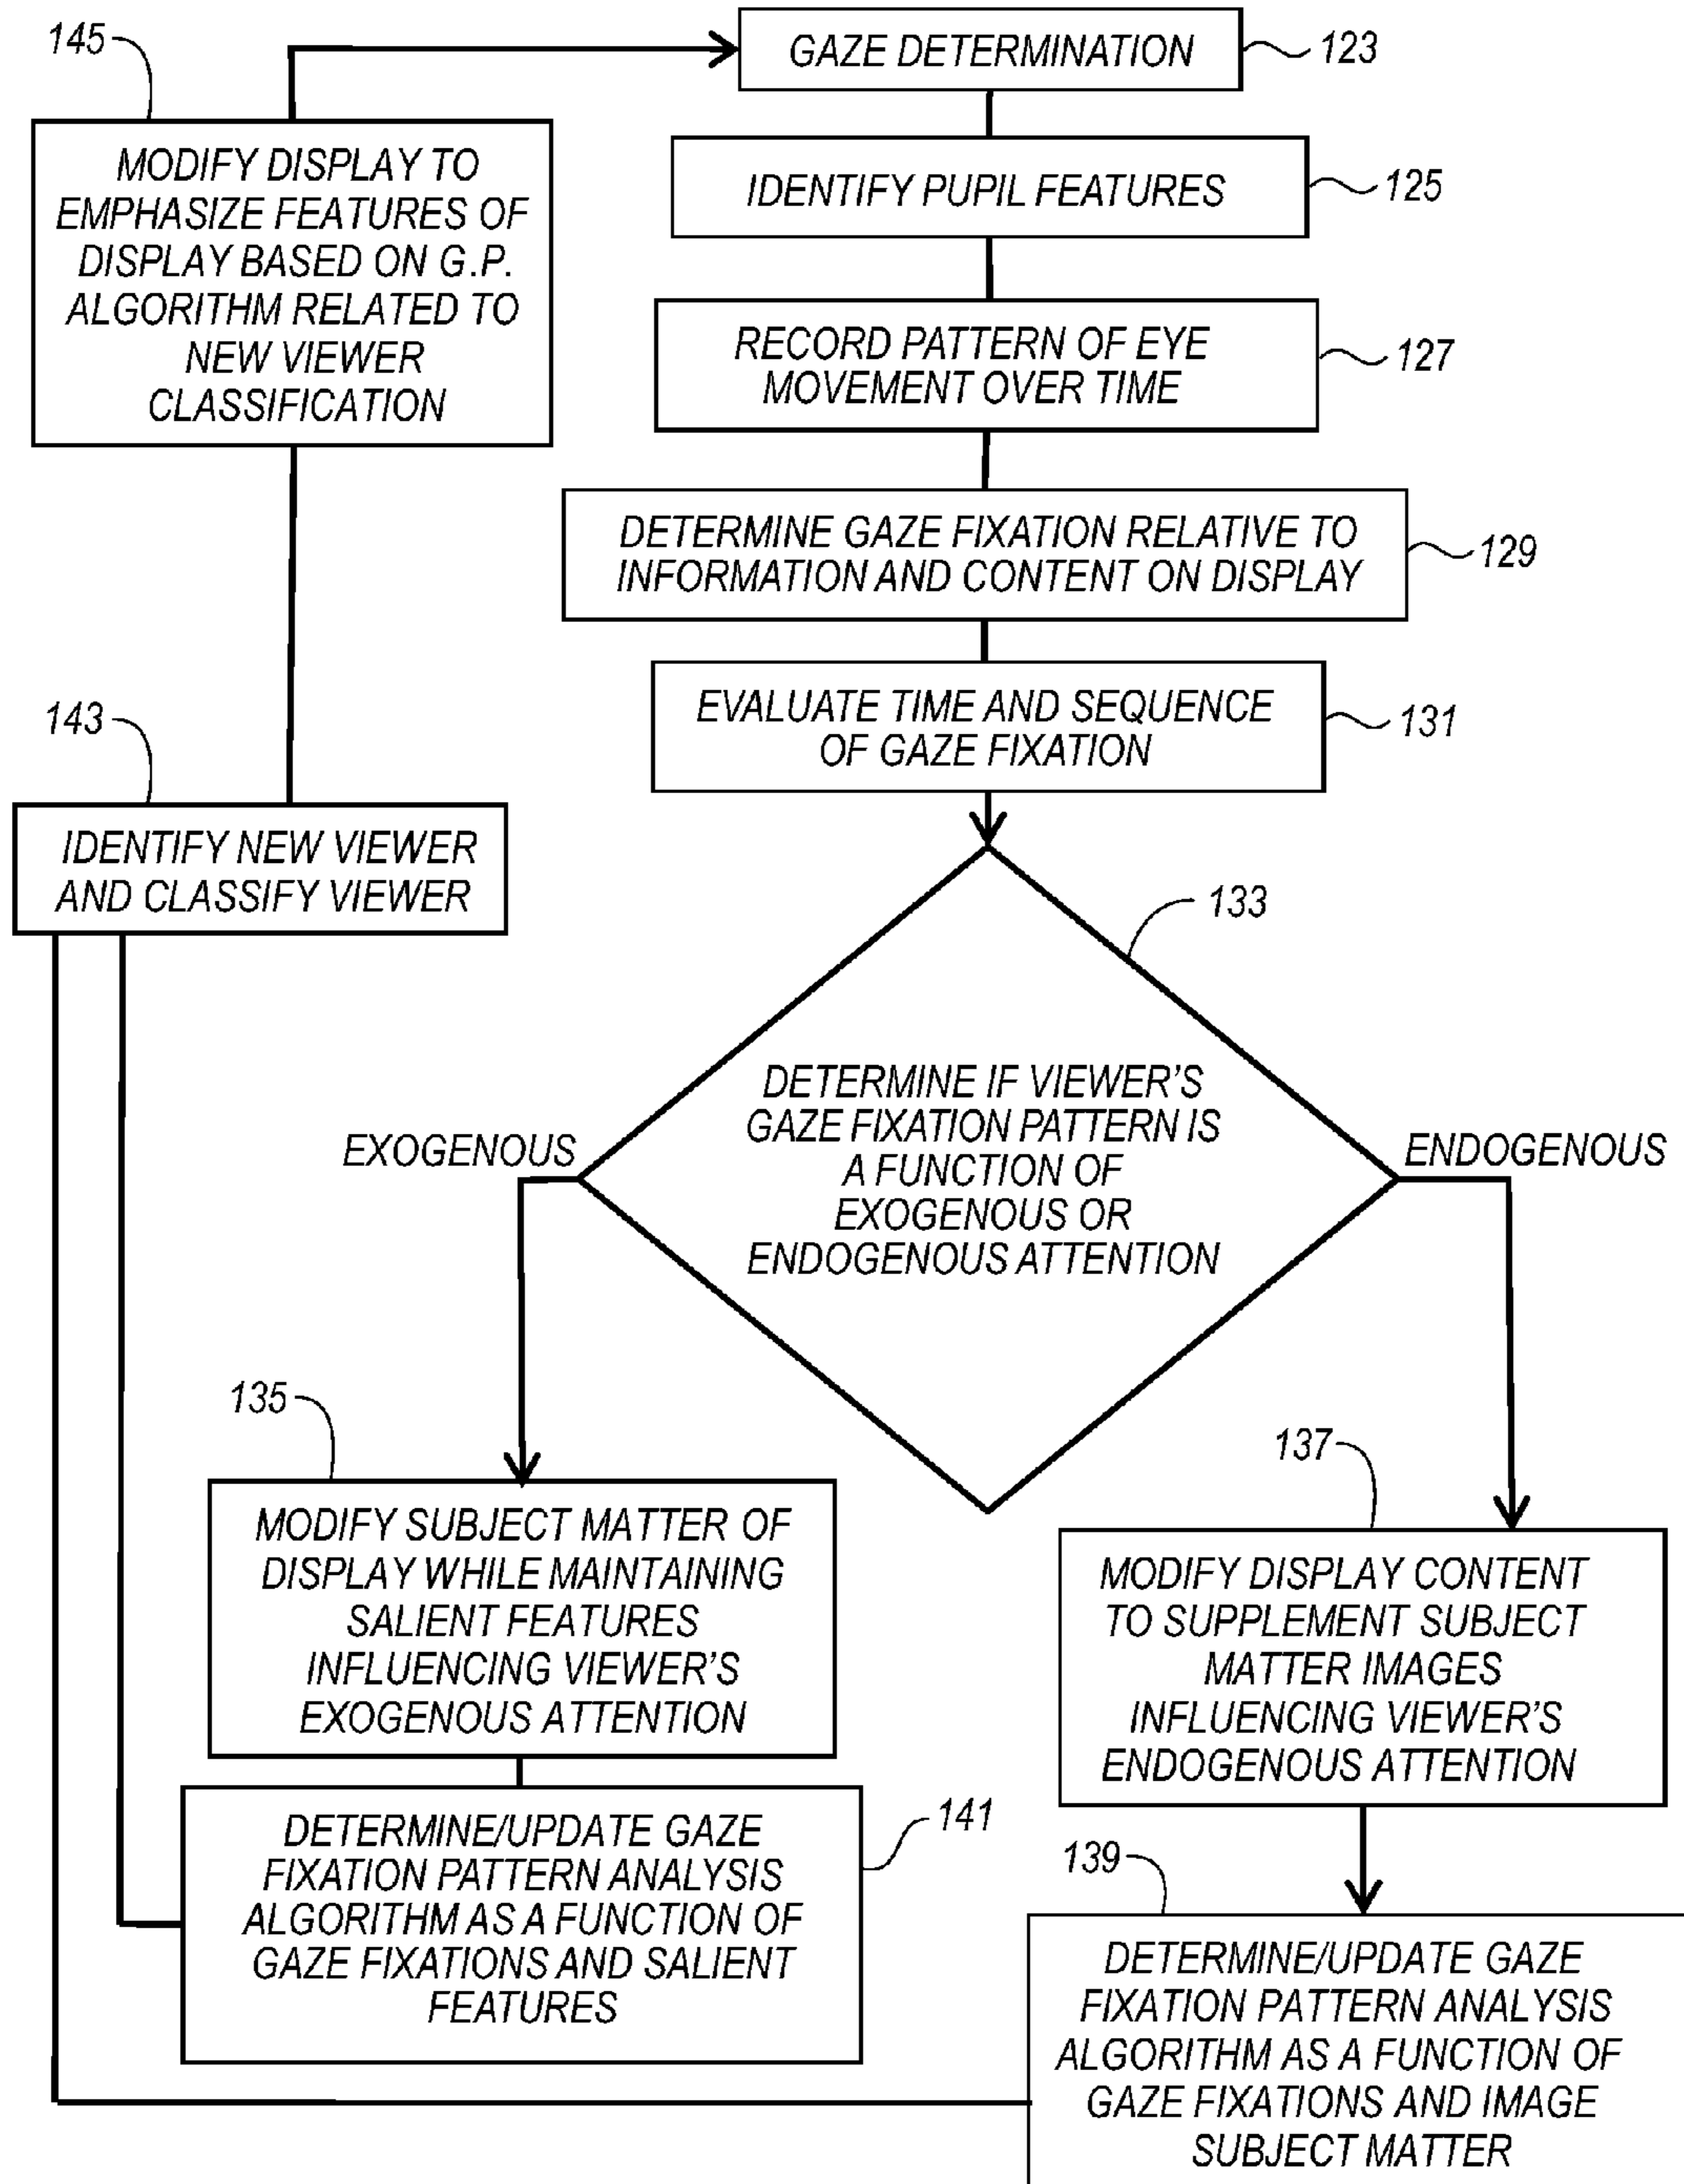 145
GAZE DETERMINATION
123
MODIFY DISPLAY TO
EMPHASIZE FEATURES OF
DISPLAY BASED ON G.P.
ALGORITHM RELATED TO
NEW VIEWER
CLASSIFICATION
IDENTIFY PUPIL FEATURES
125
RECORD PATTERN OF EYE
MOVEMENT OVER TIME
127
DETERMINE GAZE FIXATION RELATIVE TO
INFORMATION AND CONTENT ON DISPLAY
129
EVALUATE TIME AND SEQUENCE
OF GAZE FIXATION
131
143
IDENTIFY NEW VIEWER
AND CLASSIFY VIEWER
133
DETERMINE IF VIEWER'S
GAZE FIXATION PATTERN IS
A FUNCTION OF
EXOGENOUS OR
ENDOGENOUS ATTENTION
EXOGENOUS
ENDOGENOUS
135
MODIFY SUBJECT MATTER OF
DISPLAY WHILE MAINTAINING
SALIENT FEATURES
INFLUENCING VIEWER'S
EXOGENOUS ATTENTION
137
MODIFY DISPLAY CONTENT
TO SUPPLEMENT SUBJECT
MATTER IMAGES
INFLUENCING VIEWER'S
ENDOGENOUS ATTENTION
141
DETERMINE/UPDATE GAZE
FIXATION PATTERN ANALYSIS
ALGORITHM AS A FUNCTION OF
GAZE FIXATIONS AND SALIENT
FEATURES
139
DETERMINE/UPDATE GAZE
FIXATION PATTERN ANALYSIS
ALGORITHM AS A FUNCTION OF
GAZE FIXATIONS AND IMAGE
SUBJECT MATTER